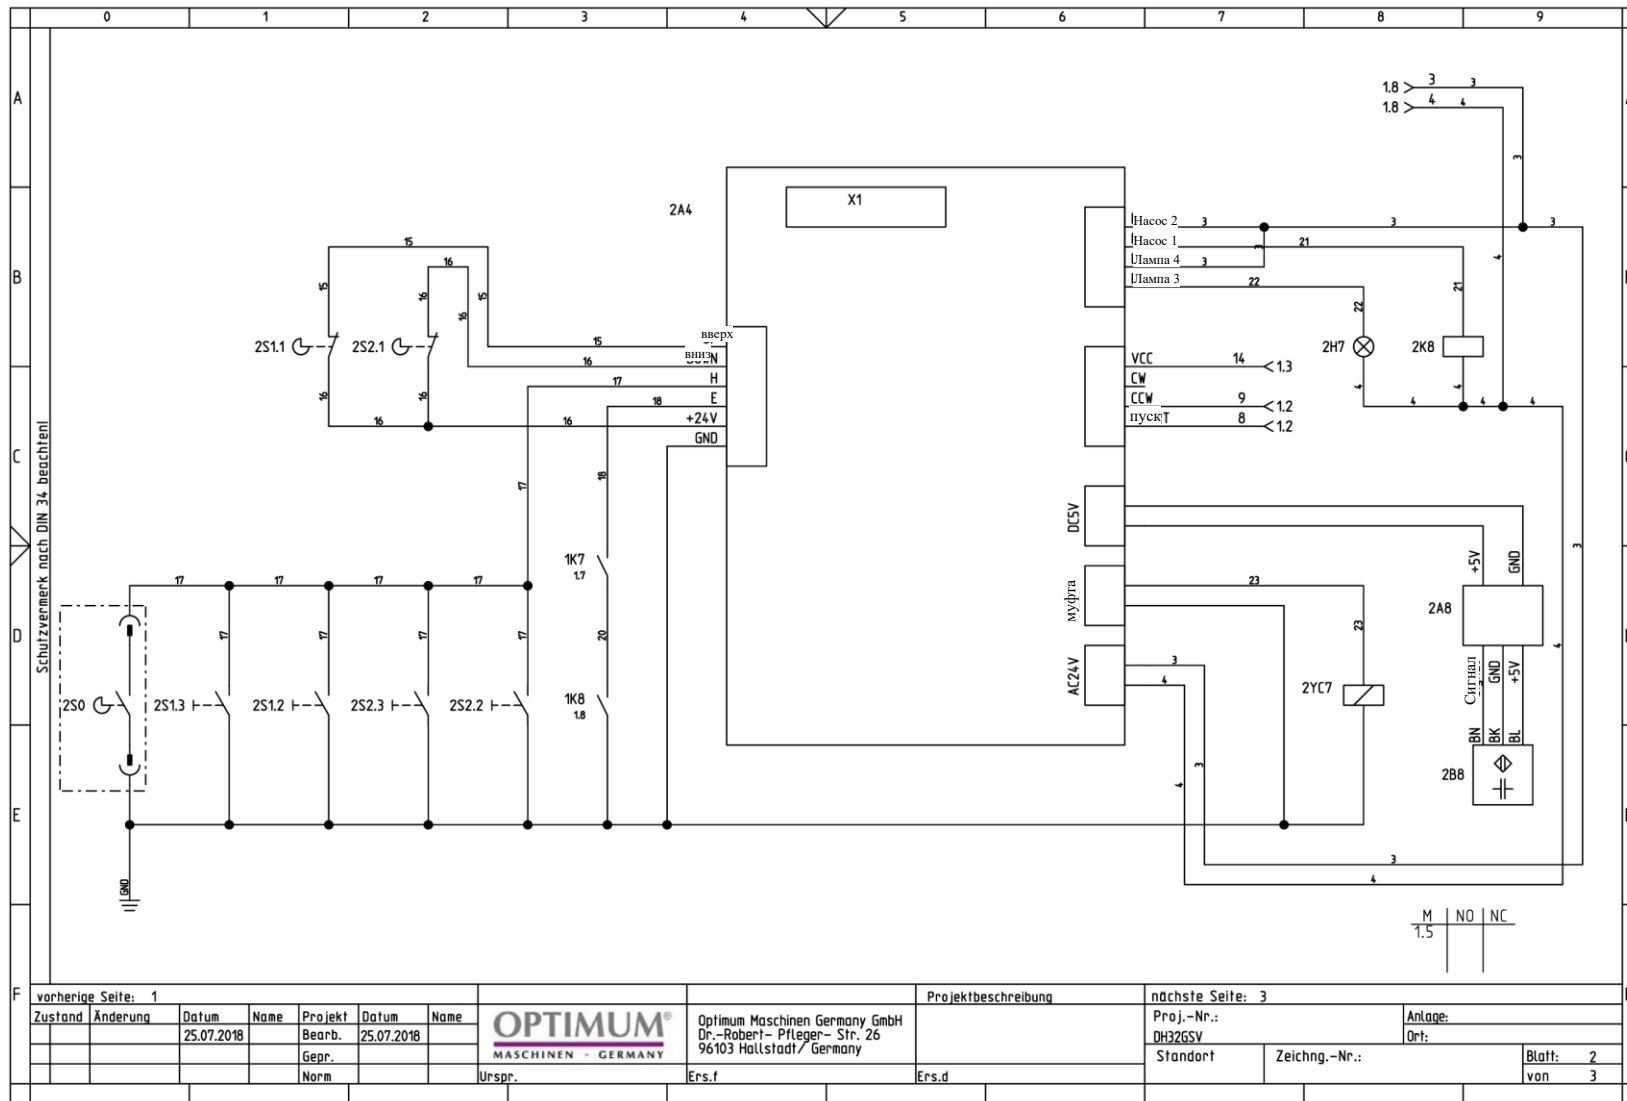 0 1 2 3 4 5 6 7 8 9
A
B
C
D
E
F
Schutzvermerk nach DIN 34 beachten!
1.8 3 3
1.8 4 4
3
2A4
X1
Насос 2 3 3 3
Насос 1 21
3
Лампа 4 3
Лампа 3 22
4
15
16
15
16
15
16
22
21
2S1.1
2S2.1
15 вверх
16 вниз N
17 H
18 E
16 16 +24V
GND
16
16
2H7
2K8
4
4
4 4 4
VCC 14 1.3
CW
CCW 9 1.2
пуск T 8 1.2
17
18
DC5V
+5V
GND
3
1K7
1.7
17 17 17 17
муфта
23
2A8
17
17
17
17
20
23
4
AC24V
3
4
Сигнал
GND
+5V
2S0
2S1.3
2S1.2
2S2.3
2S2.2
1K8
1.8
2YC7
BN
BK
BL
2B8
3
4
3
4
GND
M NO NC
1.5
vorherige Seite: 1
Projektbeschreibung
nächste Seite: 3
Zustand Änderung Datum Name Projekt Datum Name
25.07.2018 Bearb. 25.07.2018
Gepr.
Norm
OPTIMUM®
MASCHINEN - GERMANY
Urspr.
Optimum Maschinen Germany GmbH
Dr.-Robert- Pfleger- Str. 26
96103 Hallstadt/ Germany
Ers.f
Ers.d
Proj.-Nr.:
DH32GSV
Anlage:
Ort:
Standort
Zeichng.-Nr.:
Blatt: 2
von 3